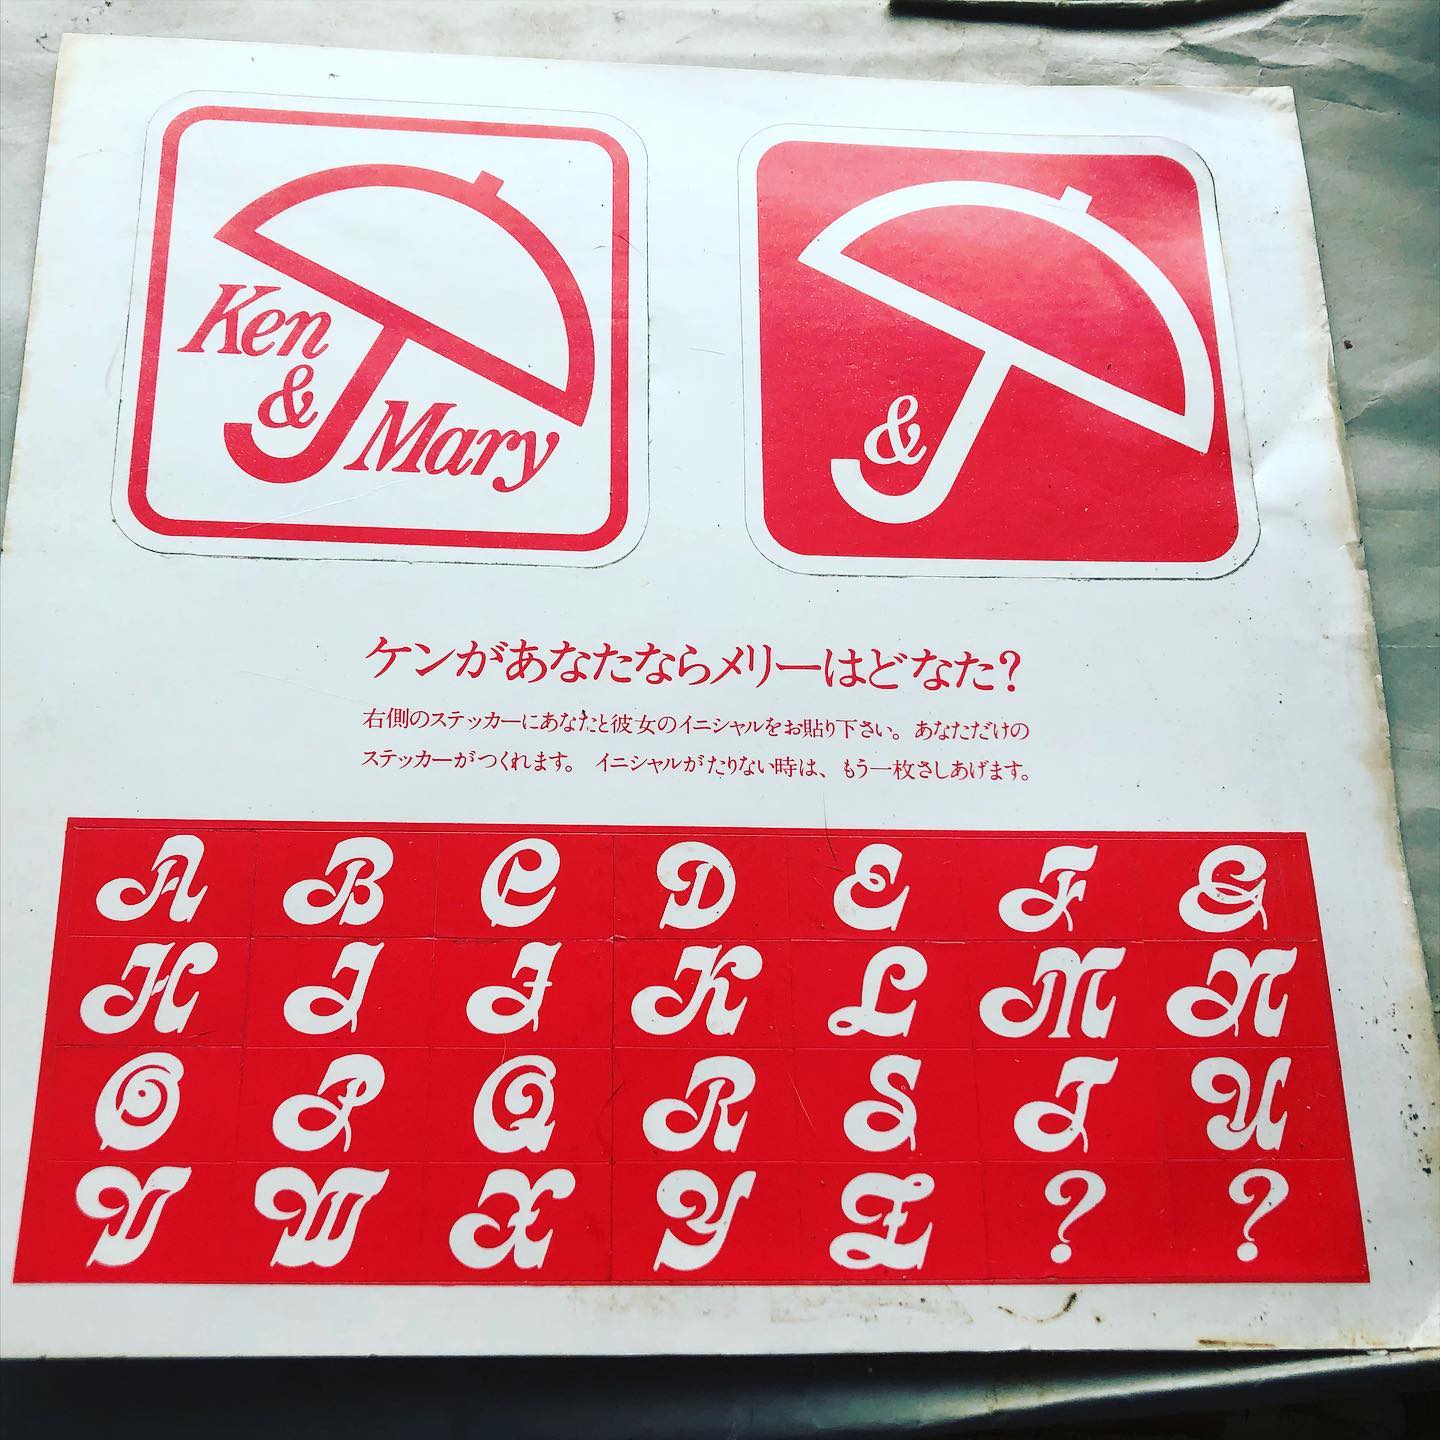 Ken
&
Mary
&
ケンがあなたならメリーはどなた?
右側のステッカーにあなたと彼女のイニシャルをお貼り下さい。あなただけの
ステッカーがつくれます。 イニシャルがたりない時は、もう一枚さしあげます。
A B C D E F G
H I J K L M N
O P Q R S T U
V W X Y Z ? ?